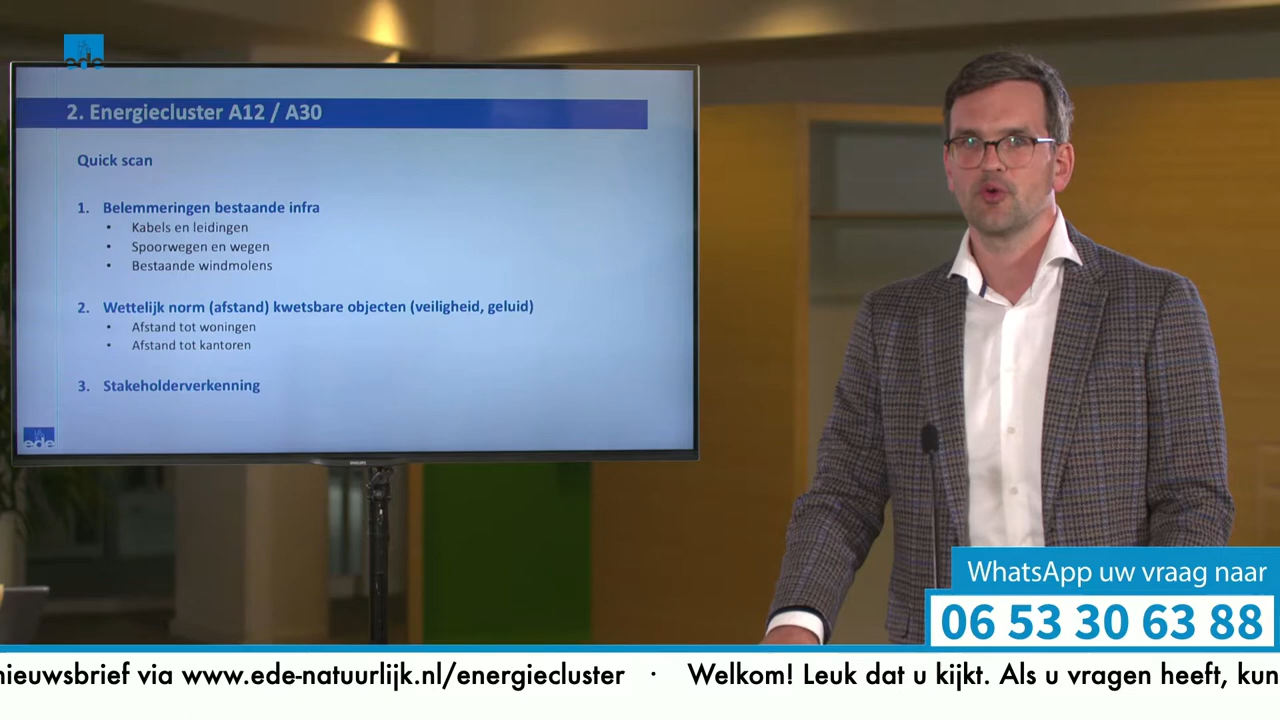 ede
2. Energiecluster A12 / A30
Quick scan
1. Belemmeringen bestaande infra
• Kabels en leidingen
• Spoorwegen en wegen
• Bestaande windmolens
2. Wettelijk norm (afstand) kwetsbare objecten (veiligheid, geluid)
• Afstand tot woningen
• Afstand tot kantoren
3. Stakeholderverkenning
ede
PHILIPS
WhatsApp uw vraag naar
06 53 30 63 88
nieuwsbrief via www.ede-natuurlijk.nl/energiecluster · Welkom! Leuk dat u kijkt. Als u vragen heeft, kun